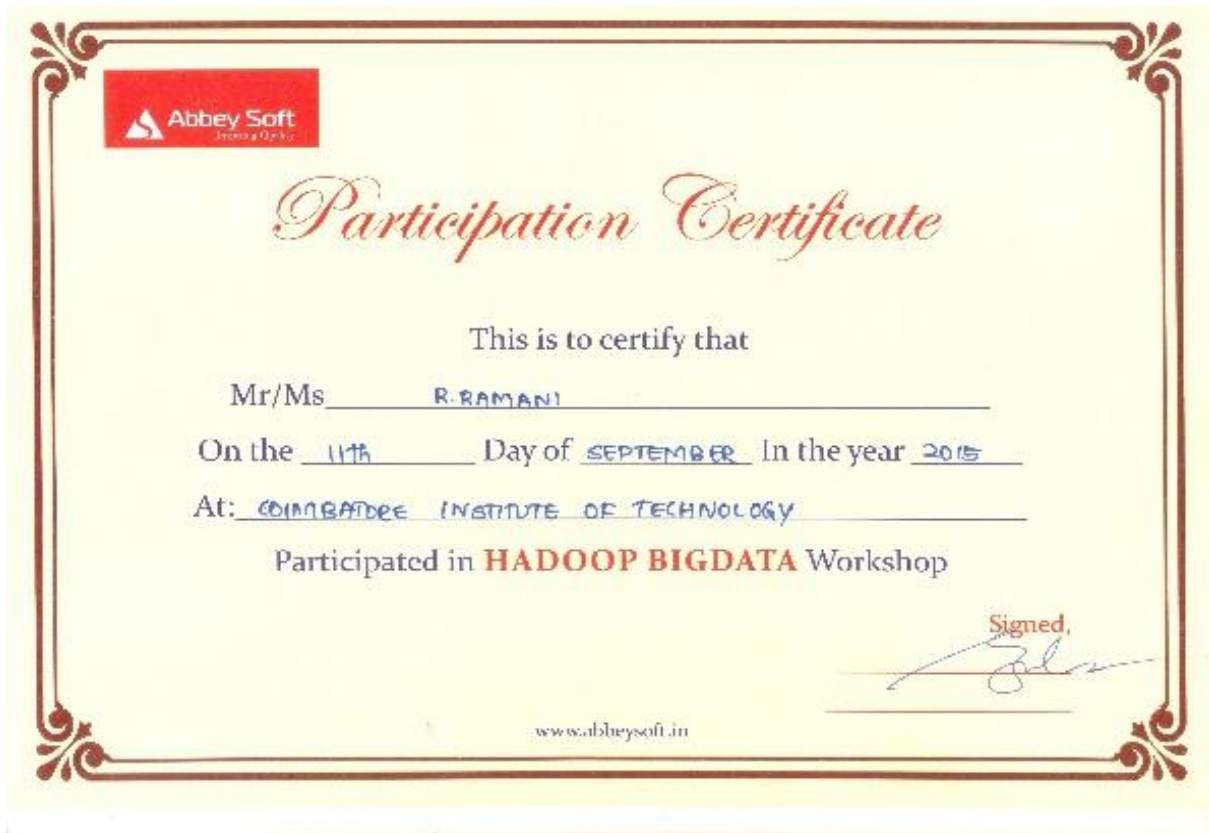 Abbey Soft
Participation Certificate
This is to certify that
Mr/Ms R. RAMANI
On the 11th Day of SEPTEMBER In the year 2015
At: COIMBATORE INSTITUTE OF TECHNOLOGY
Participated in HADOOP BIGDATA Workshop
Signed,
www.abbeysoft.in